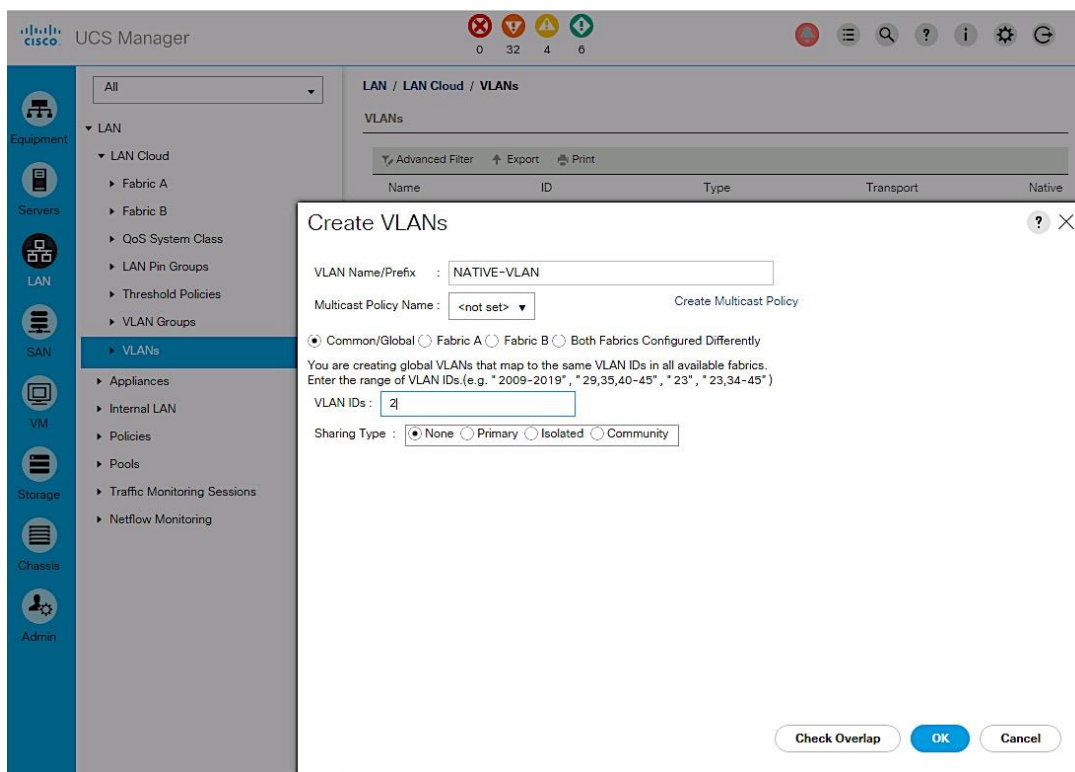 CISCO. UCS Manager
0 32 4 6
? i
Equipment
Servers
LAN
SAN
VM
Storage
Chassis
Admin
All
LAN
LAN Cloud
Fabric A
Fabric B
QoS System Class
LAN Pin Groups
Threshold Policies
VLAN Groups
VLANs
Appliances
Internal LAN
Policies
Pools
Traffic Monitoring Sessions
Netflow Monitoring
LAN / LAN Cloud / VLANs
VLANs
Advanced Filter Export Print
Name ID Type Transport Native
Create VLANs ?
VLAN Name/Prefix : NATIVE-VLAN
Multicast Policy Name : <not set> Create Multicast Policy
Common/Global Fabric A Fabric B Both Fabrics Configured Differently
You are creating global VLANs that map to the same VLAN IDs in all available fabrics.
Enter the range of VLAN IDs.(e.g. " 2009-2019" , " 29,35,40-45" , " 23" , " 23,34-45" )
VLAN IDs : 2
Sharing Type : None Primary Isolated Community
Check Overlap OK Cancel